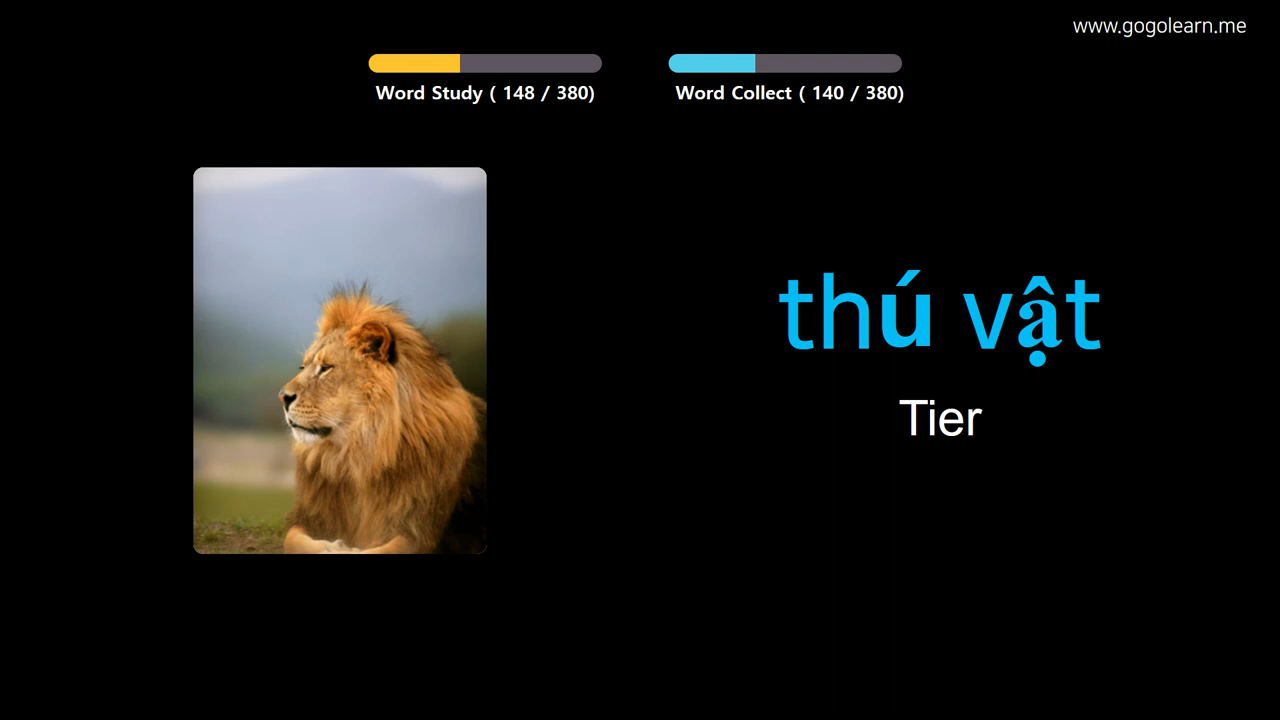 www.gogolearn.me
Word Study ( 148 / 380)
Word Collect ( 140 / 380)
thú vật
Tier